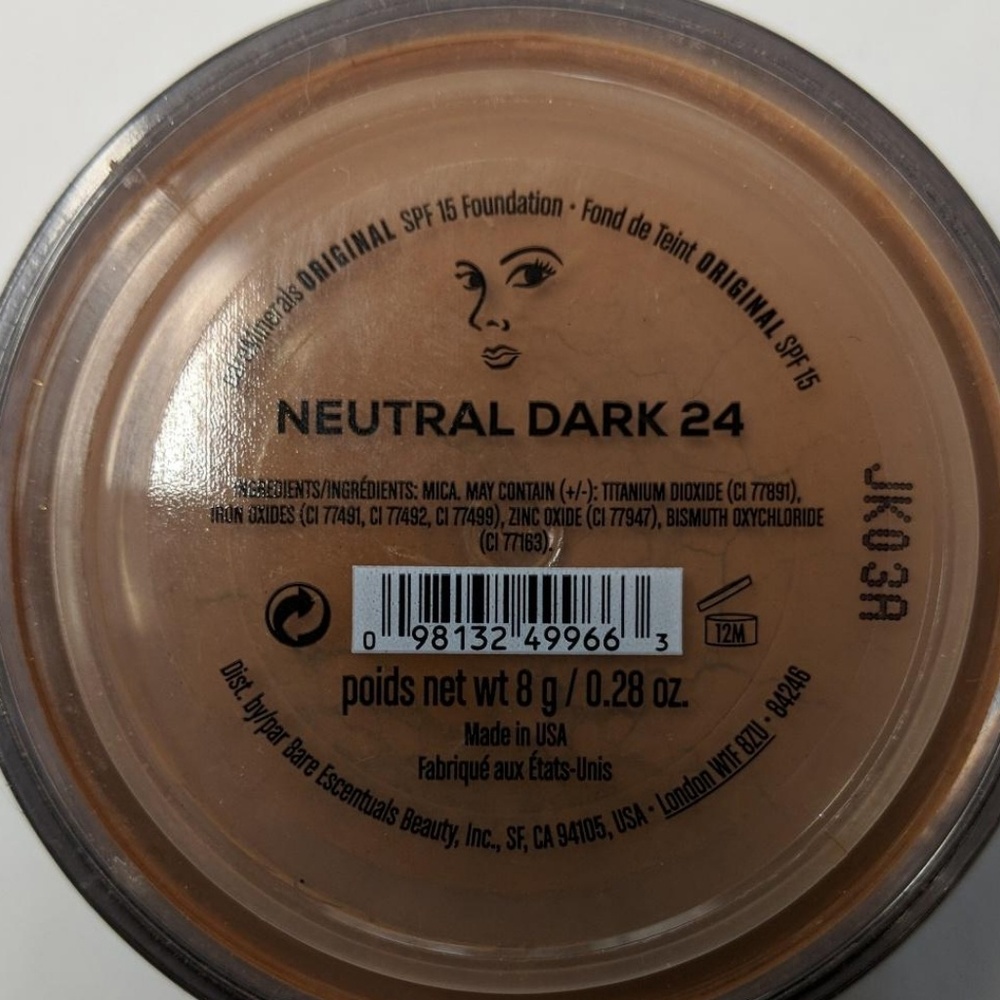 bareMinerals ORIGINAL SPF 15 Foundation · Fond de Teint ORIGINAL SPF 15
NEUTRAL DARK 24
INGREDIENTS/INGRÉDIENTS: MICA. MAY CONTAIN (+/-): TITANIUM DIOXIDE (CI 77891),
IRON OXIDES (CI 77491, CI 77492, CI 77499), ZINC OXIDE (CI 77947), BISMUTH OXYCHLORIDE
(CI 77163).
JK03A
0 98132 49966 3
12M
poids net wt 8 g / 0.28 oz.
Made in USA
Fabriqué aux États-Unis
Dist. by/par Bare Escentuals Beauty, Inc., SF, CA 94105, USA · London W1F 8ZU · 84246